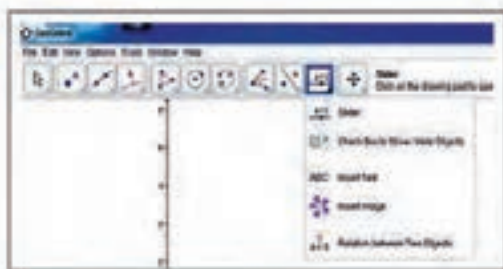 GeoGebra
File Edit View Options Tools Window Help
Slider
Click on the drawing pad to
Slider
Check Box to Show / Hide Objects
ABC Insert Text
Insert Image
Relation between Two Objects